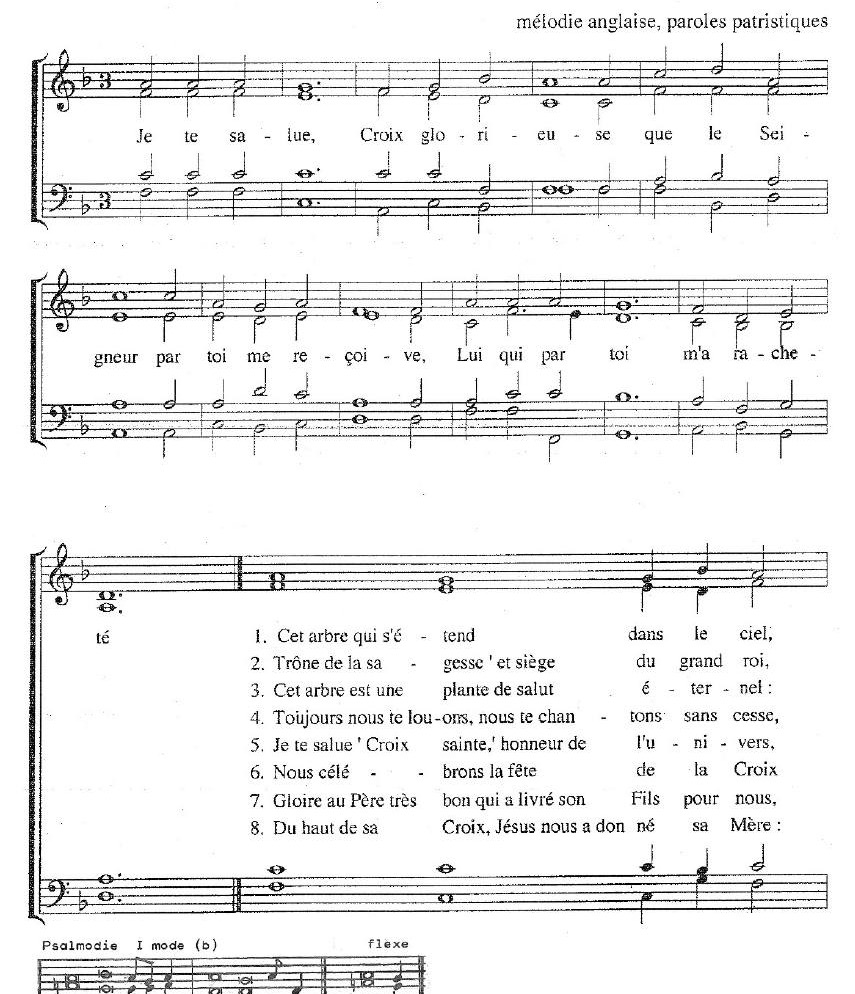 mélodie anglaise, paroles patristiques
3
Je te sa - lue, Croix glo - ri - eu - se que le Sei -
3
gneur par toi me re - çoi - ve, Lui qui par toi m'a ra - che -
té
1. Cet arbre qui s'é - tend dans le ciel,
2. Trône de la sa - gesse ' et siège du grand roi,
3. Cet arbre est une plante de salut é - ter - nel :
4. Toujours nous te lou-ons, nous te chan - tons sans cesse,
5. Je te salue ' Croix sainte,' honneur de l'u - ni - vers,
6. Nous célé - - brons la fête de la Croix
7. Gloire au Père très bon qui a livré son Fils pour nous,
8. Du haut de sa Croix, Jésus nous a don né sa Mère :
Psalmodie I mode (b) flexe